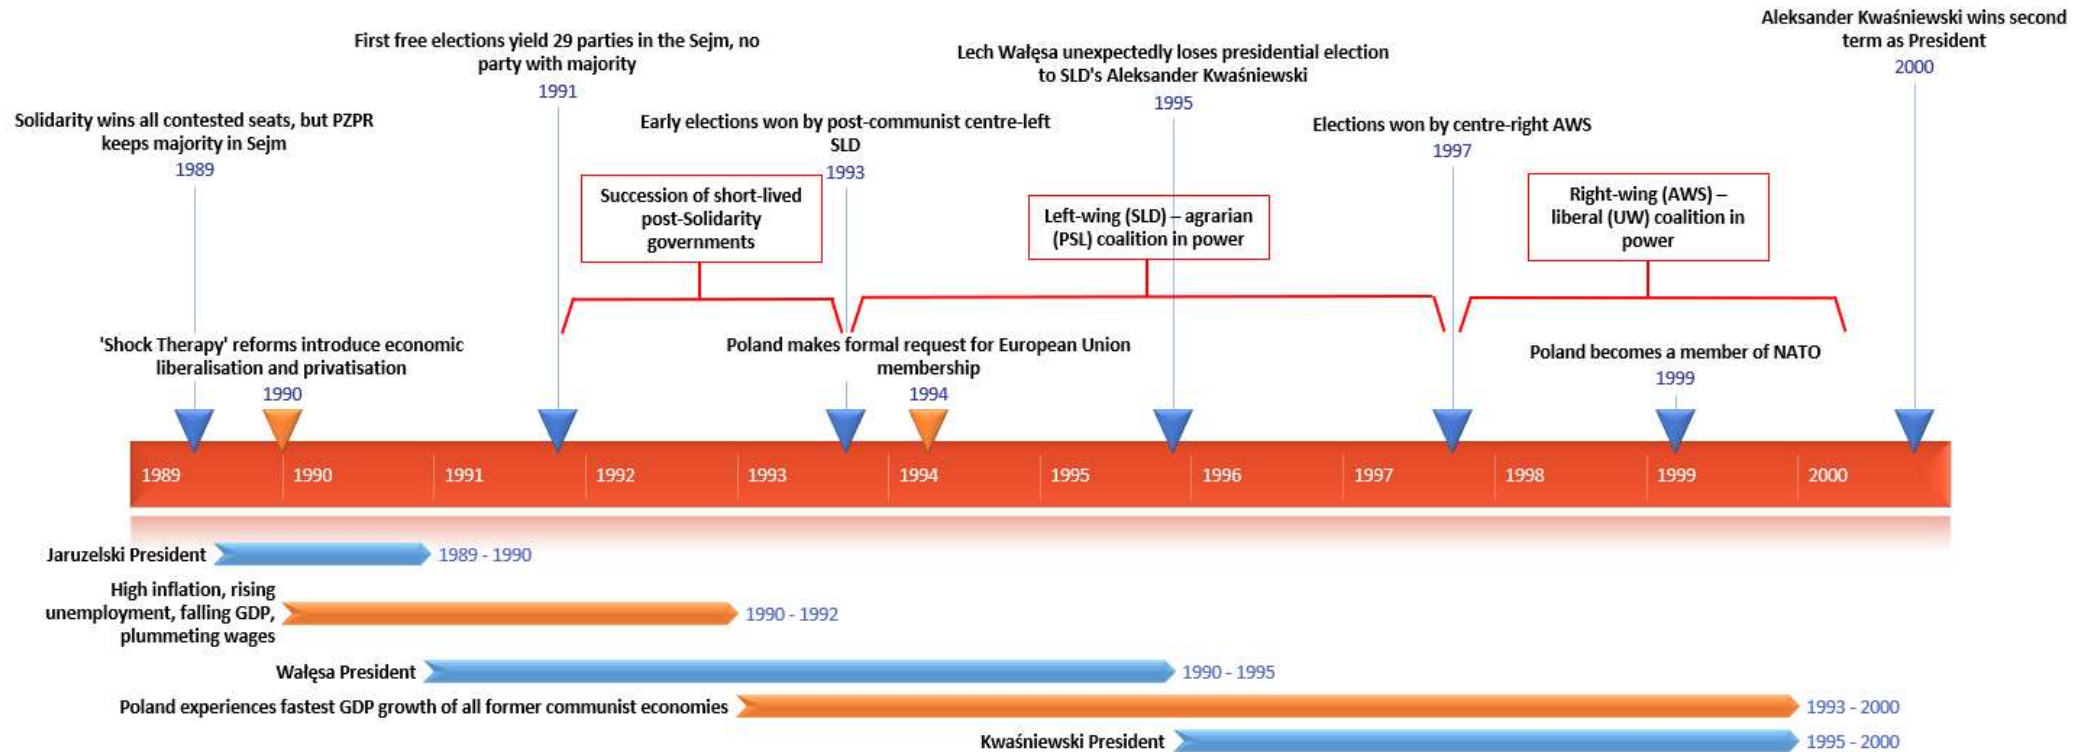 Aleksander Kwaśniewski wins second
term as President
2000
First free elections yield 29 parties in the Sejm, no
party with majority
1991
Lech Wałęsa unexpectedly loses presidential election
to SLD's Aleksander Kwaśniewski
1995
Solidarity wins all contested seats, but PZPR
keeps majority in Sejm
1989
Early elections won by post-communist centre-left
SLD
1993
Elections won by centre-right AWS
1997
Succession of short-lived
post-Solidarity
governments
Left-wing (SLD) – agrarian
(PSL) coalition in power
Right-wing (AWS) –
liberal (UW) coalition in
power
'Shock Therapy' reforms introduce economic
liberalisation and privatisation
1990
Poland makes formal request for European Union
membership
1994
Poland becomes a member of NATO
1999
1989 1990 1991 1992 1993 1994 1995 1996 1997 1998 1999 2000
Jaruzelski President 1989 - 1990
High inflation, rising
unemployment, falling GDP, 1990 - 1992
plummeting wages
Wałęsa President 1990 - 1995
Poland experiences fastest GDP growth of all former communist economies 1993 - 2000
Kwaśniewski President 1995 - 2000